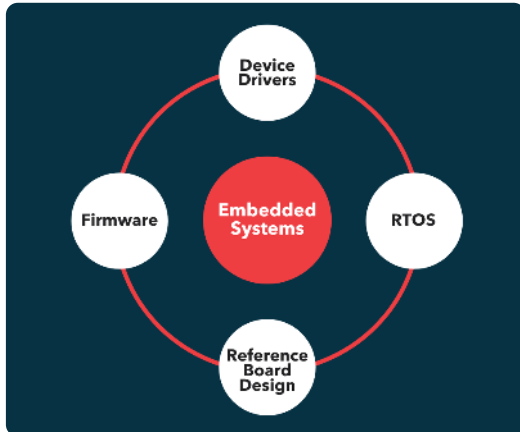 Device
Drivers
Firmware
Embedded
Systems
RTOS
Reference
Board
Design